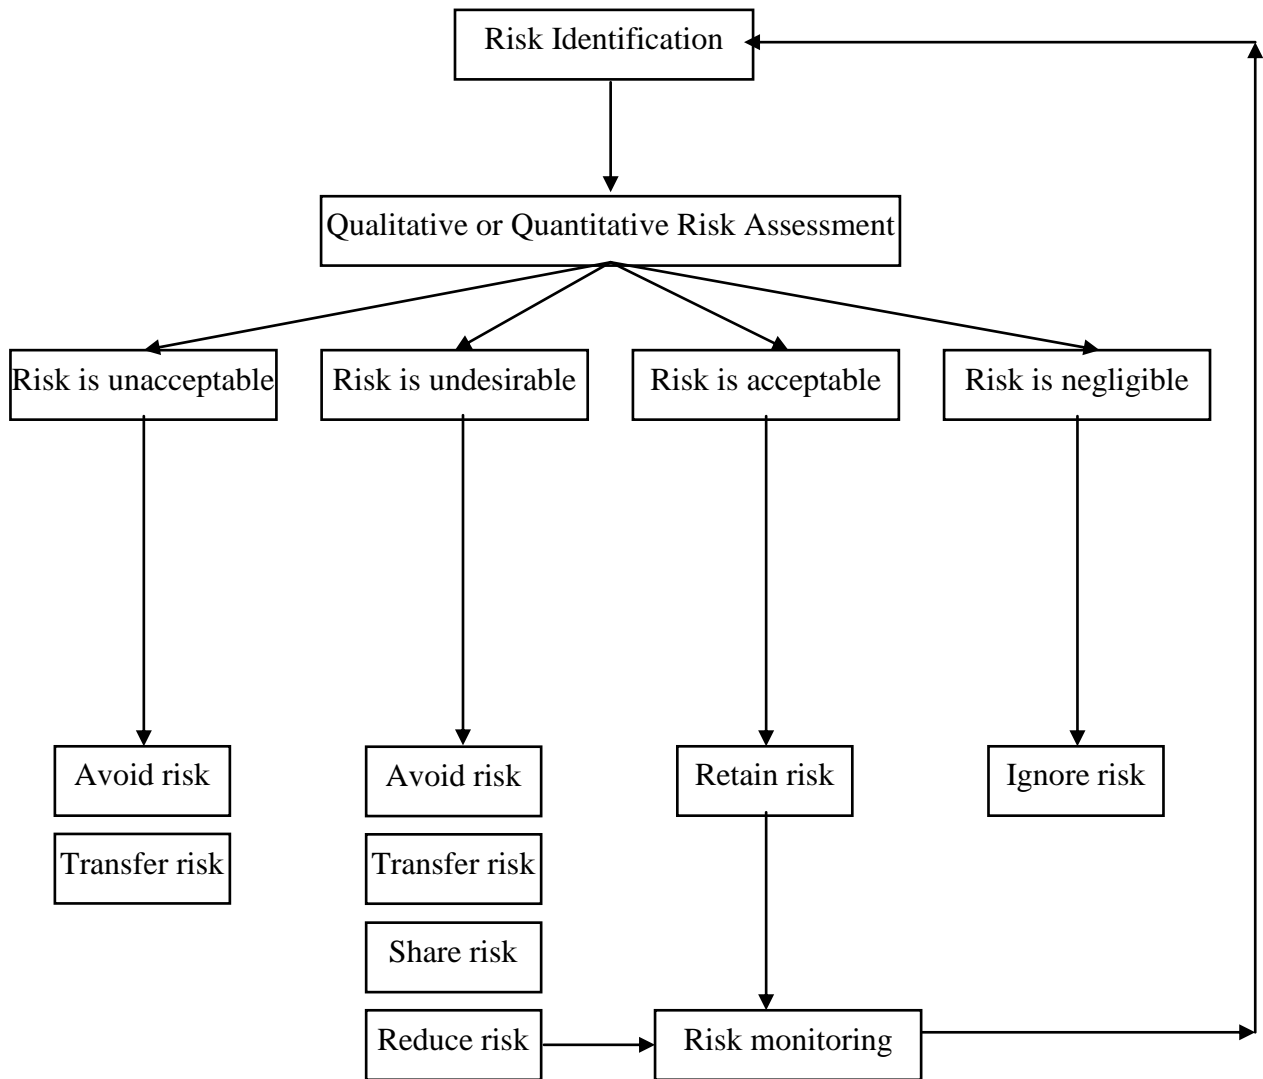 Risk Identification
Qualitative or Quantitative Risk Assessment
Risk is unacceptable
Risk is undesirable
Risk is acceptable
Risk is negligible
Avoid risk
Avoid risk
Retain risk
Ignore risk
Transfer risk
Transfer risk
Share risk
Reduce risk
Risk monitoring